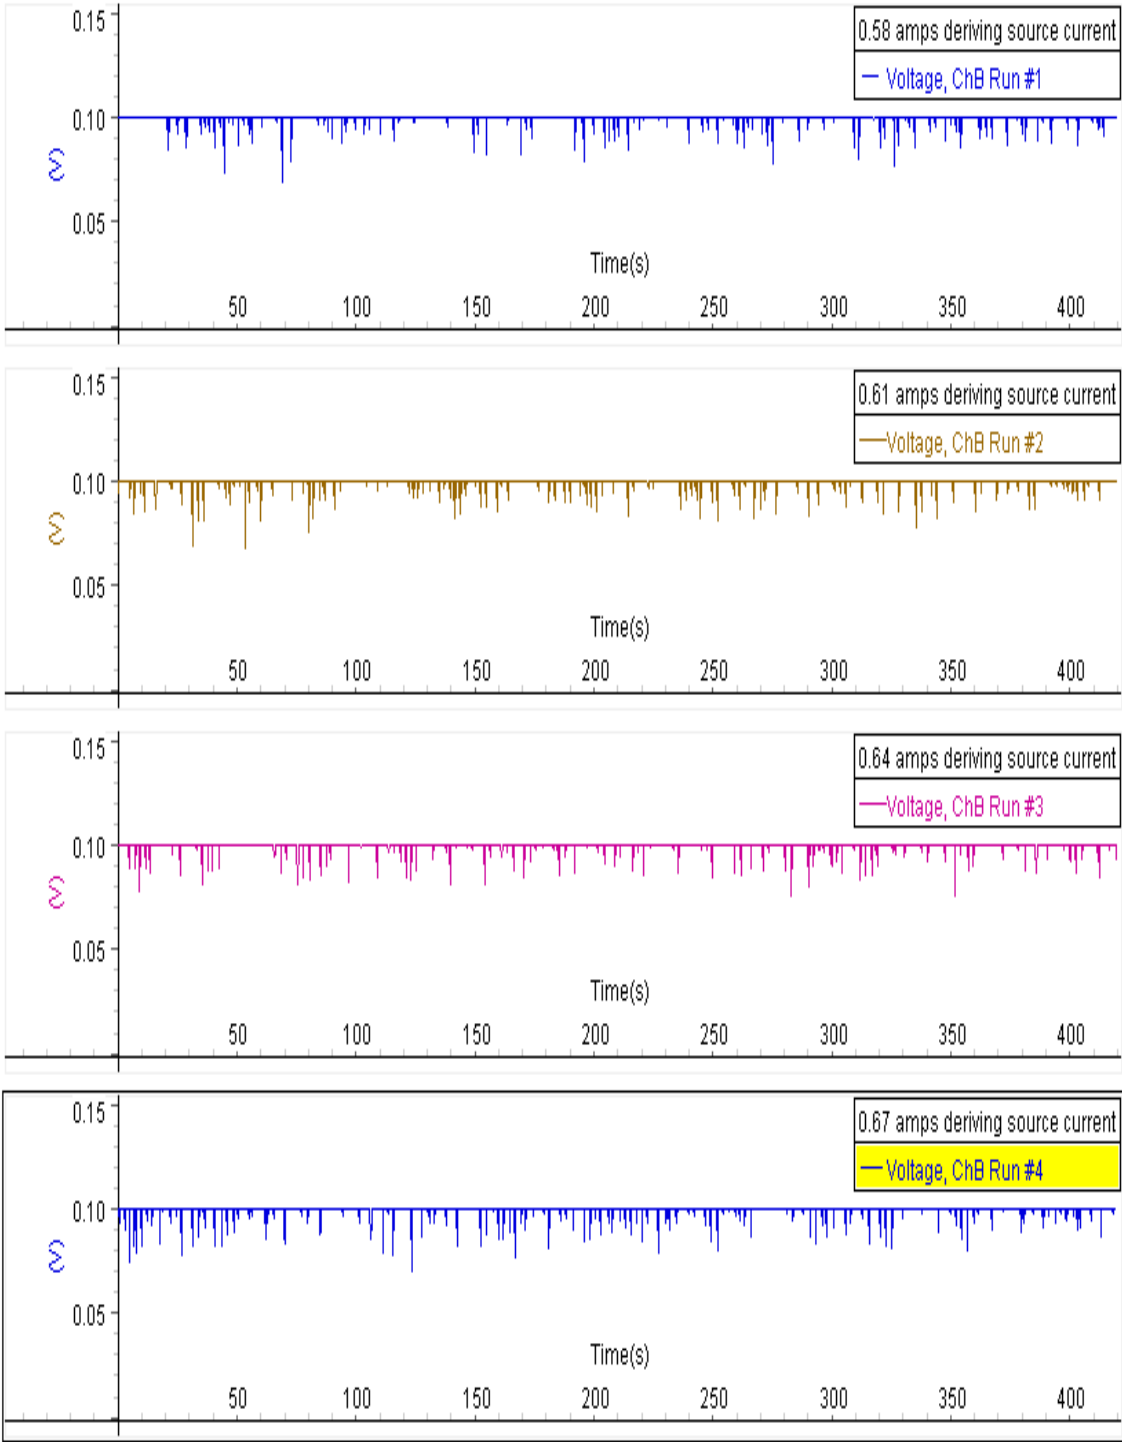 0.15
0.58 amps deriving source current
Voltage, ChB Run #1
0.10
(V)
0.05
Time(s)
50 100 150 200 250 300 350 400
0.15
0.61 amps deriving source current
Voltage, ChB Run #2
0.10
(V)
0.05
Time(s)
50 100 150 200 250 300 350 400
0.15
0.64 amps deriving source current
Voltage, ChB Run #3
0.10
(V)
0.05
Time(s)
50 100 150 200 250 300 350 400
0.15
0.67 amps deriving source current
Voltage, ChB Run #4
0.10
(V)
0.05
Time(s)
50 100 150 200 250 300 350 400